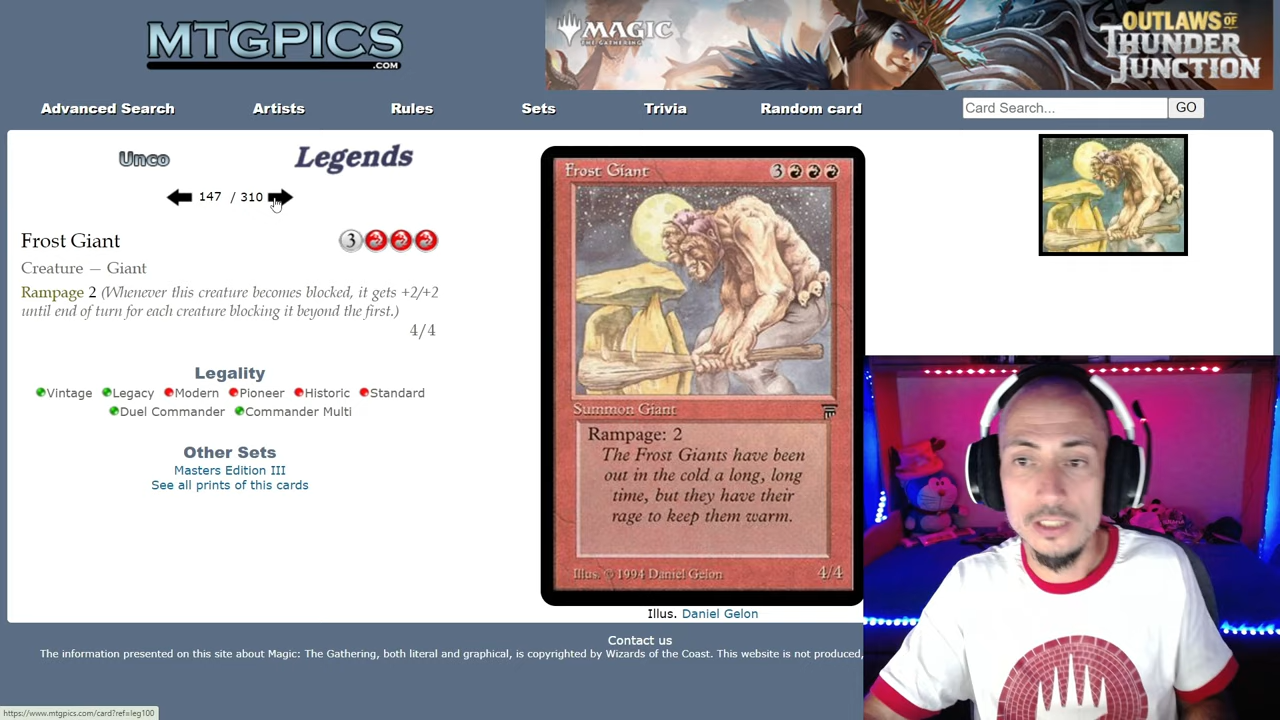 MTGPICS
.COM
MAGIC
THE GATHERING
OUTLAWS OF
THUNDER
JUNCTION
Advanced Search
Artists
Rules
Sets
Trivia
Random card
Card Search...
GO
Unco
Legends
147 / 310
Frost Giant
3
Creature — Giant
Rampage 2 (Whenever this creature becomes blocked, it gets +2/+2
until end of turn for each creature blocking it beyond the first.)
4/4
Legality
Vintage Legacy Modern Pioneer Historic Standard
Duel Commander Commander Multi
Other Sets
Masters Edition III
See all prints of this cards
Frost Giant
3
Summon Giant
Rampage: 2
The Frost Giants have been
out in the cold a long, long
time, but they have their
rage to keep them warm.
Illus. © 1994 Daniel Gelon
4/4
Illus. Daniel Gelon
Contact us
The information presented on this site about Magic: The Gathering, both literal and graphical, is copyrighted by Wizards of the Coast. This website is not produced,
https://www.mtgpics.com/card?ref=leg100